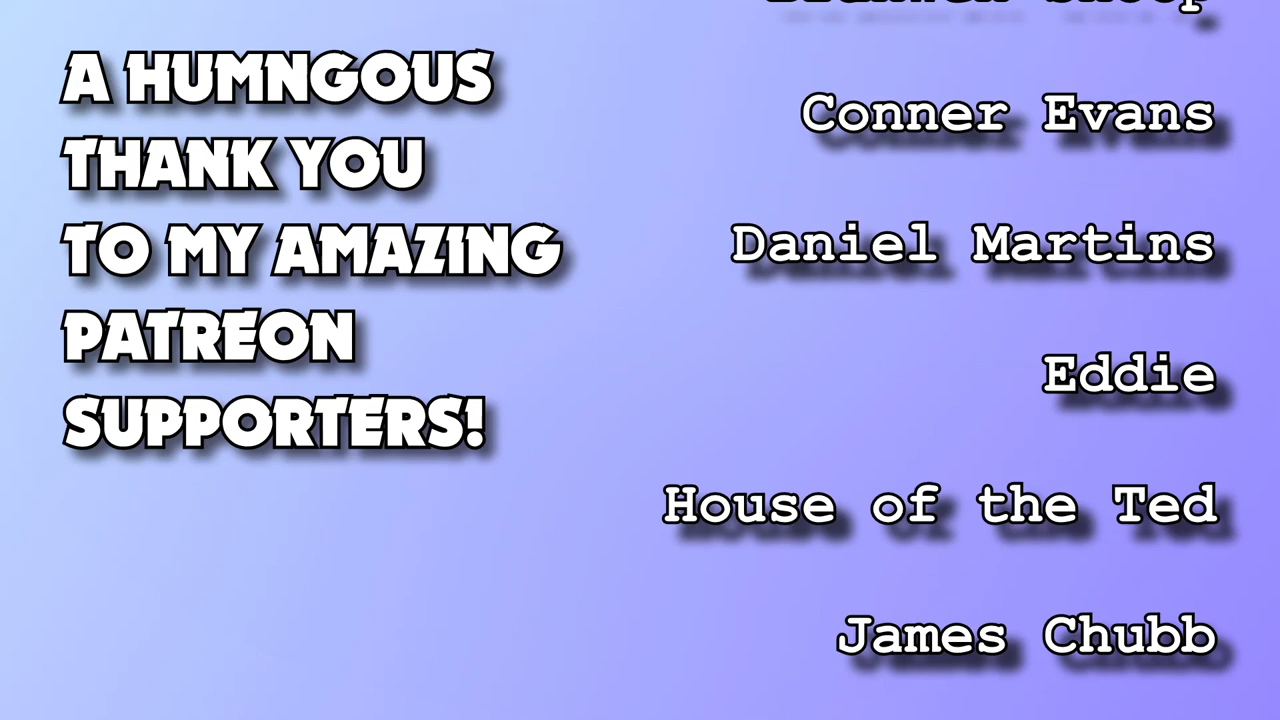 A HUMNGOUS
THANK YOU
TO MY AMAZING
PATREON
SUPPORTERS!
Conner Evans
Daniel Martins
Eddie
House of the Ted
James Chubb